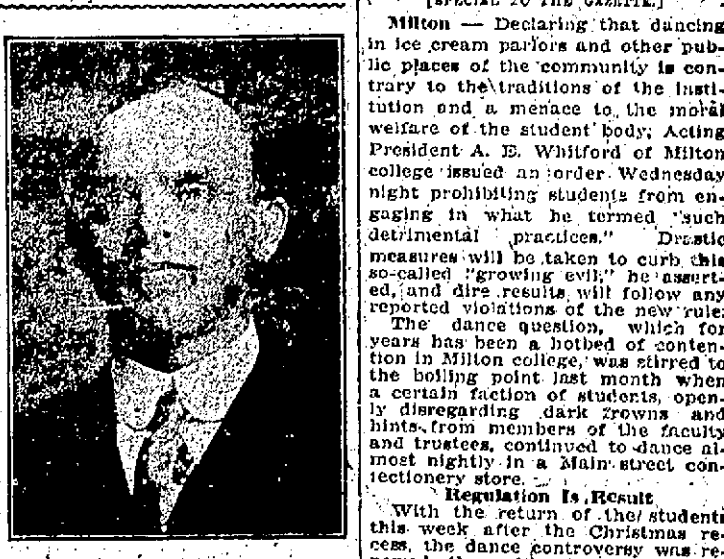 [SPECIAL TO THE GAZETTE.]
Milton — Declaring that dancing
in ice cream parlors and other pub-
lic places of the community is con-
trary to the traditions of the insti-
tution and a menace to the moral
welfare of the student body, Acting
President A. E. Whitford of Milton
college issued an order Wednesday
night prohibiting students from en-
gaging in what he termed "such
detrimental practices." Drastic
measures will be taken to curb this
so-called "growing evil," he assert-
ed, and dire results will follow any
reported violations of the new rule.
The dance question, which for
years has been a hotbed of conten-
tion in Milton college, was stirred to
the boiling point last month when
a certain faction of students, open-
ly disregarding dark frowns and
hints from members of the faculty
and trustees, continued to dance al-
most nightly in a Main street con-
fectionery store.
Regulation Is Result
With the return of the students
this week after the Christmas re-
cess, the dance controversy was re-